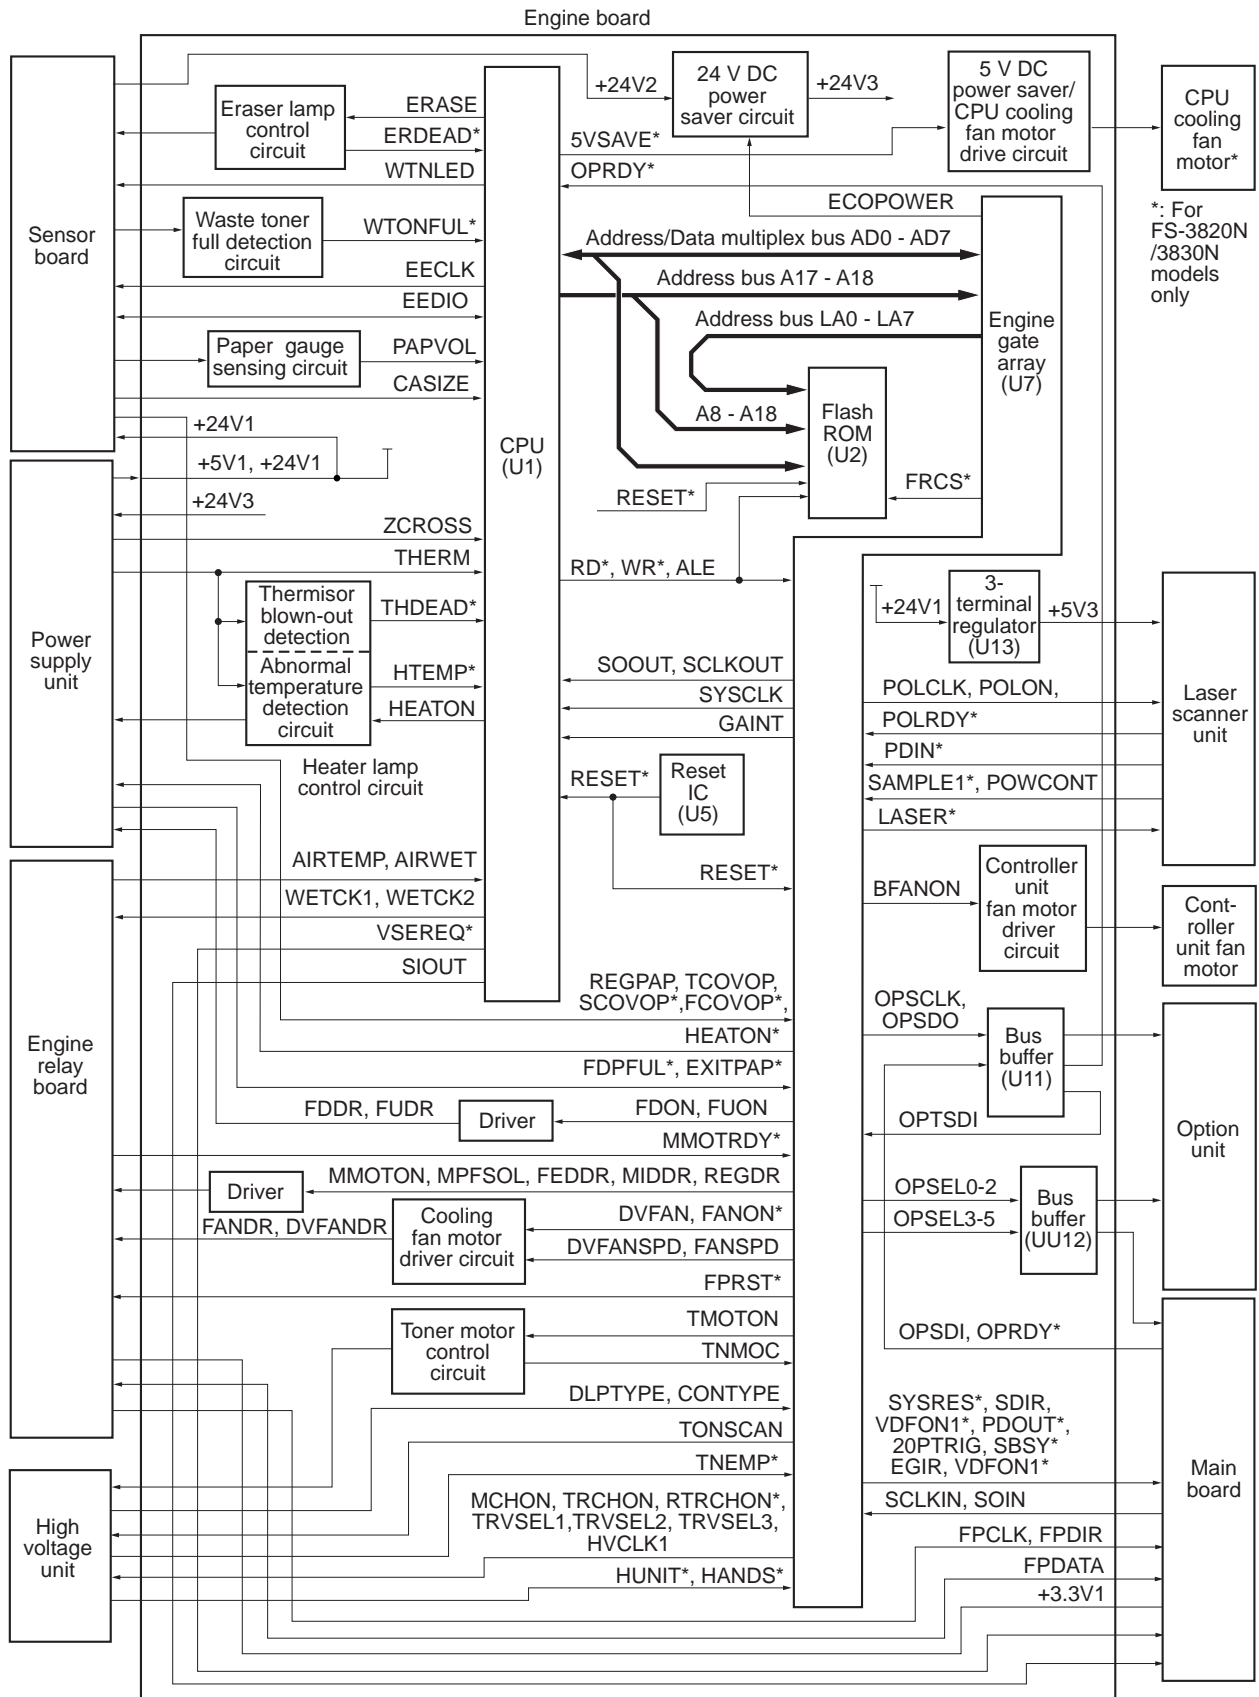 Engine board
Sensor
board
Eraser lamp
control
circuit
ERASE
ERDEAD*
WTNLED
Waste toner
full detection
circuit
WTONFUL*
EECLK
EEDIO
Paper gauge
sensing circuit
PAPVOL
CASIZE
+24V1
+5V1, +24V1
+24V3
ZCROSS
THERM
Power
supply
unit
Thermisor
blown-out
detection
THDEAD*
Abnormal
temperature
detection
circuit
HTEMP*
HEATON
Heater lamp
control circuit
CPU
(U1)
+24V2
24 V DC
power
saver circuit
+24V3
5 V DC
power saver/
CPU cooling
fan motor
drive circuit
CPU
cooling
fan
motor*
*: For
FS-3820N
/3830N
models
only
5VSAVE*
OPRDY*
ECOPOWER
Address/Data multiplex bus AD0 - AD7
Address bus A17 - A18
Address bus LA0 - LA7
Engine
gate
array
(U7)
A8 - A18
Flash
ROM
(U2)
RESET*
FRCS*
RD*, WR*, ALE
+24V1
3-
terminal
regulator
(U13)
+5V3
SOOUT, SCLKOUT
SYSCLK
GAINT
POLCLK, POLON,
POLRDY*
PDIN*
SAMPLE1*, POWCONT
LASER*
Laser
scanner
unit
RESET*
Reset
IC
(U5)
RESET*
BFANON
Controller
unit
fan motor
driver
circuit
Cont-
roller
unit fan
motor
AIRTEMP, AIRWET
WETCK1, WETCK2
VSEREQ*
SIOUT
Engine
relay
board
REGPAP, TCOVOP,
SCOVOP*,FCOVOP*,
HEATON*
FDPFUL*, EXITPAP*
FDDR, FUDR
Driver
FDON, FUON
MMOTRDY*
Driver
MMOTON, MPFSOL, FEDDR, MIDDR, REGDR
FANDR, DVFANDR
Cooling
fan motor
driver circuit
DVFAN, FANON*
DVFANSPD, FANSPD
FPRST*
Toner motor
control
circuit
TMOTON
TNMOC
DLPTYPE, CONTYPE
TONSCAN
TNEMP*
MCHON, TRCHON, RTRCHON*,
TRVSEL1,TRVSEL2, TRVSEL3,
HVCLK1
HUNIT*, HANDS*
High
voltage
unit
OPSCLK,
OPSDO
Bus
buffer
(U11)
OPTSDI
Option
unit
OPSEL0-2
OPSEL3-5
Bus
buffer
(UU12)
OPSDI, OPRDY*
SYSRES*, SDIR,
VDFON1*, PDOUT*,
20PTRIG, SBSY*
EGIR, VDFON1*
SCLKIN, SOIN
FPCLK, FPDIR
FPDATA
+3.3V1
Main
board